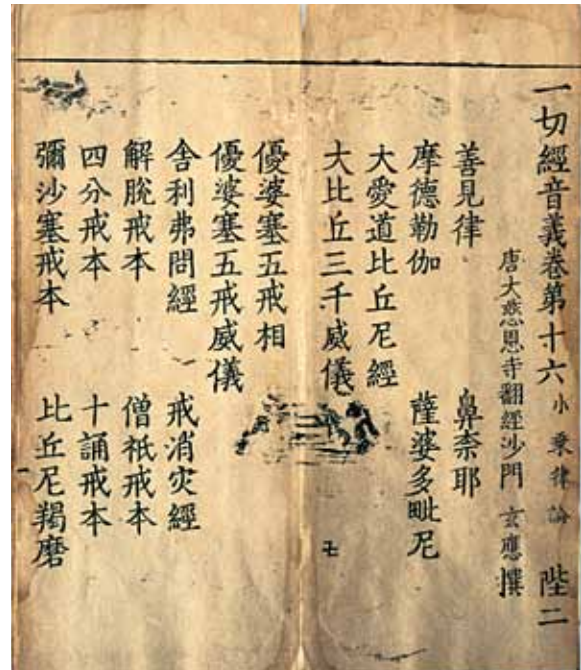 一切經音義卷第十六 小乘律論 陛二
唐大慈恩寺翻經沙門 玄應 撰
善見律 鼻柰耶
摩德勒伽 薩婆多毗尼
大愛道比丘尼經
大比丘三千威儀
優婆塞五戒相
優婆塞五戒威儀
舍利弗問經 戒消灾經
解脫戒本 僧祇戒本
四分戒本 十誦戒本
彌沙塞戒本 比丘尼羯磨